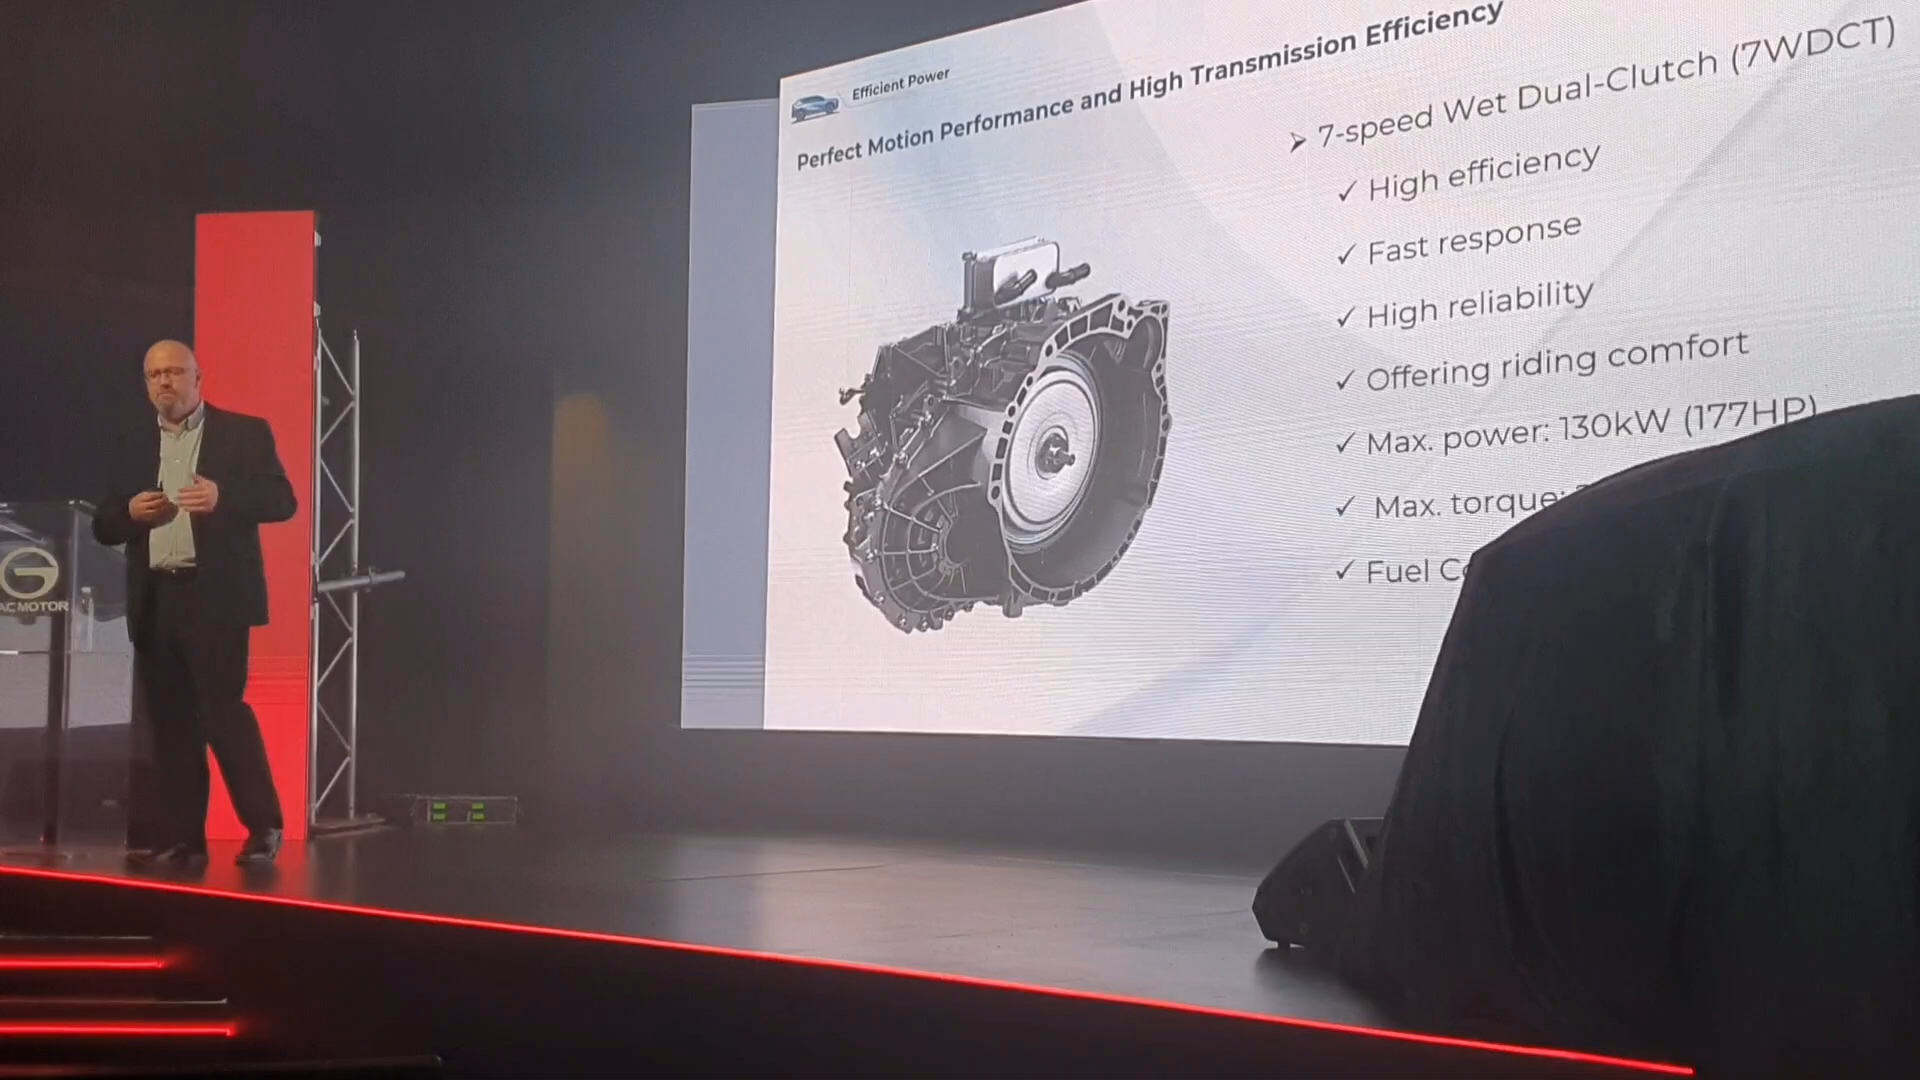 Efficient Power
Perfect Motion Performance and High Transmission Efficiency
➤ 7-speed Wet Dual-Clutch (7WDCT)
✓ High efficiency
✓ Fast response
✓ High reliability
✓ Offering riding comfort
✓ Max. power: 130kW (177HP)
✓ Max. torque:
✓ Fuel
AC MOTOR